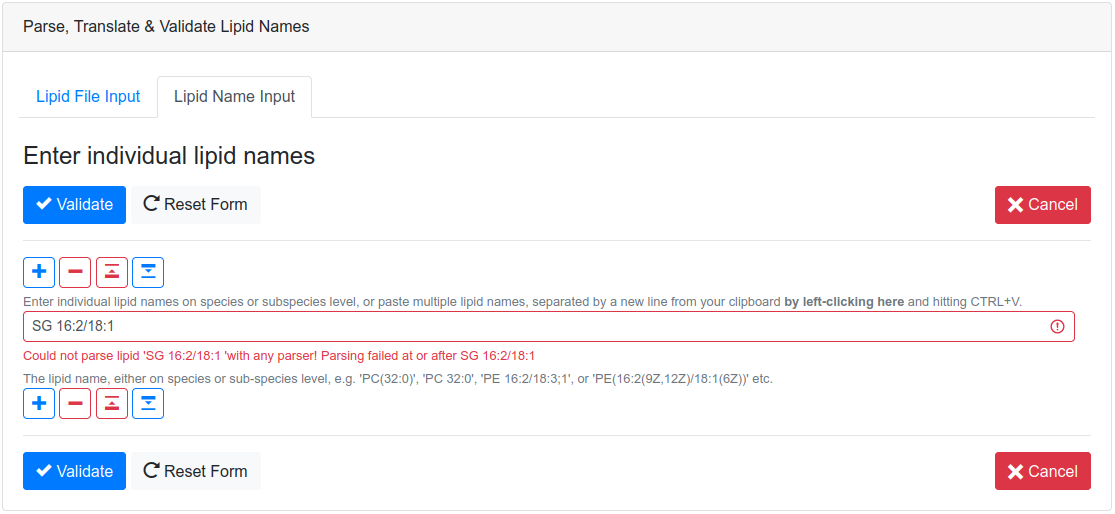 Parse, Translate & Validate Lipid Names
Lipid File Input
Lipid Name Input
Enter individual lipid names
Validate
Reset Form
Cancel
Enter individual lipid names on species or subspecies level, or paste multiple lipid names, separated by a new line from your clipboard by left-clicking here and hitting CTRL+V.
SG 16:2/18:1
Could not parse lipid 'SG 16:2/18:1 'with any parser! Parsing failed at or after SG 16:2/18:1
The lipid name, either on species or sub-species level, e.g. 'PC(32:0)', 'PC 32:0', 'PE 16:2/18:3;1', or 'PE(16:2(9Z,12Z)/18:1(6Z))' etc.
Validate
Reset Form
Cancel